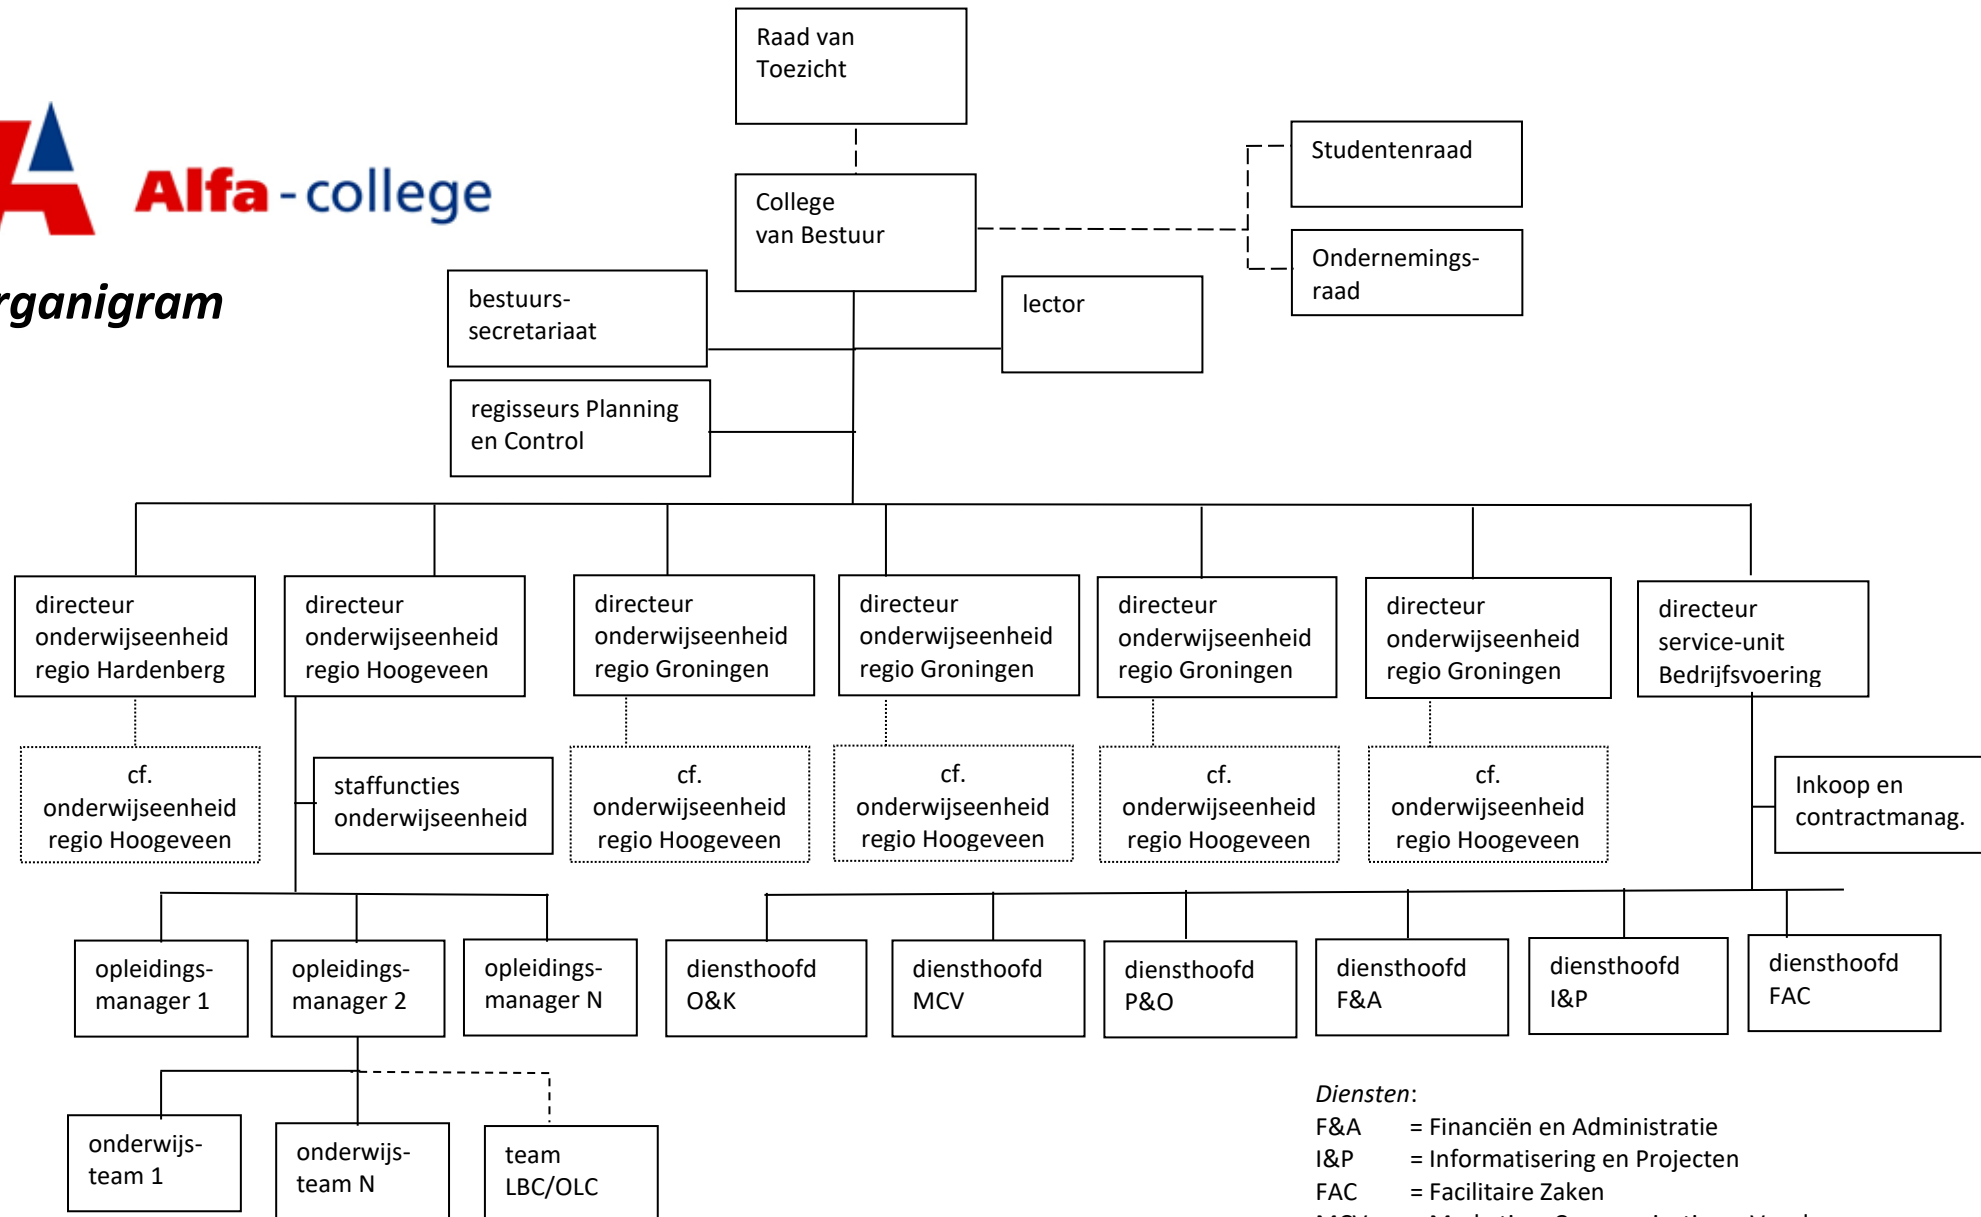 Raad van
Toezicht
Alfa-college
Studentenraad
College
van Bestuur
Ondernemings-
raad
rganigram
bestuurs-
secretariaat
lector
regisseurs Planning
en Control
directeur
onderwijseenheid
regio Hardenberg
directeur
onderwijseenheid
regio Hoogeveen
directeur
onderwijseenheid
regio Groningen
directeur
onderwijseenheid
regio Groningen
directeur
onderwijseenheid
regio Groningen
directeur
onderwijseenheid
regio Groningen
directeur
service-unit
Bedrijfsvoering
cf.
onderwijseenheid
regio Hoogeveen
staffuncties
onderwijseenheid
cf.
onderwijseenheid
regio Hoogeveen
cf.
onderwijseenheid
regio Hoogeveen
cf.
onderwijseenheid
regio Hoogeveen
cf.
onderwijseenheid
regio Hoogeveen
Inkoop en
contractmanag.
opleidings-
manager 1
opleidings-
manager 2
opleidings-
manager N
diensthoofd
O&K
diensthoofd
MCV
diensthoofd
P&O
diensthoofd
F&A
diensthoofd
I&P
diensthoofd
FAC
onderwijs-
team 1
onderwijs-
team N
team
LBC/OLC
Diensten:
F&A = Financiën en Administratie
I&P = Informatisering en Projecten
FAC = Facilitaire Zaken